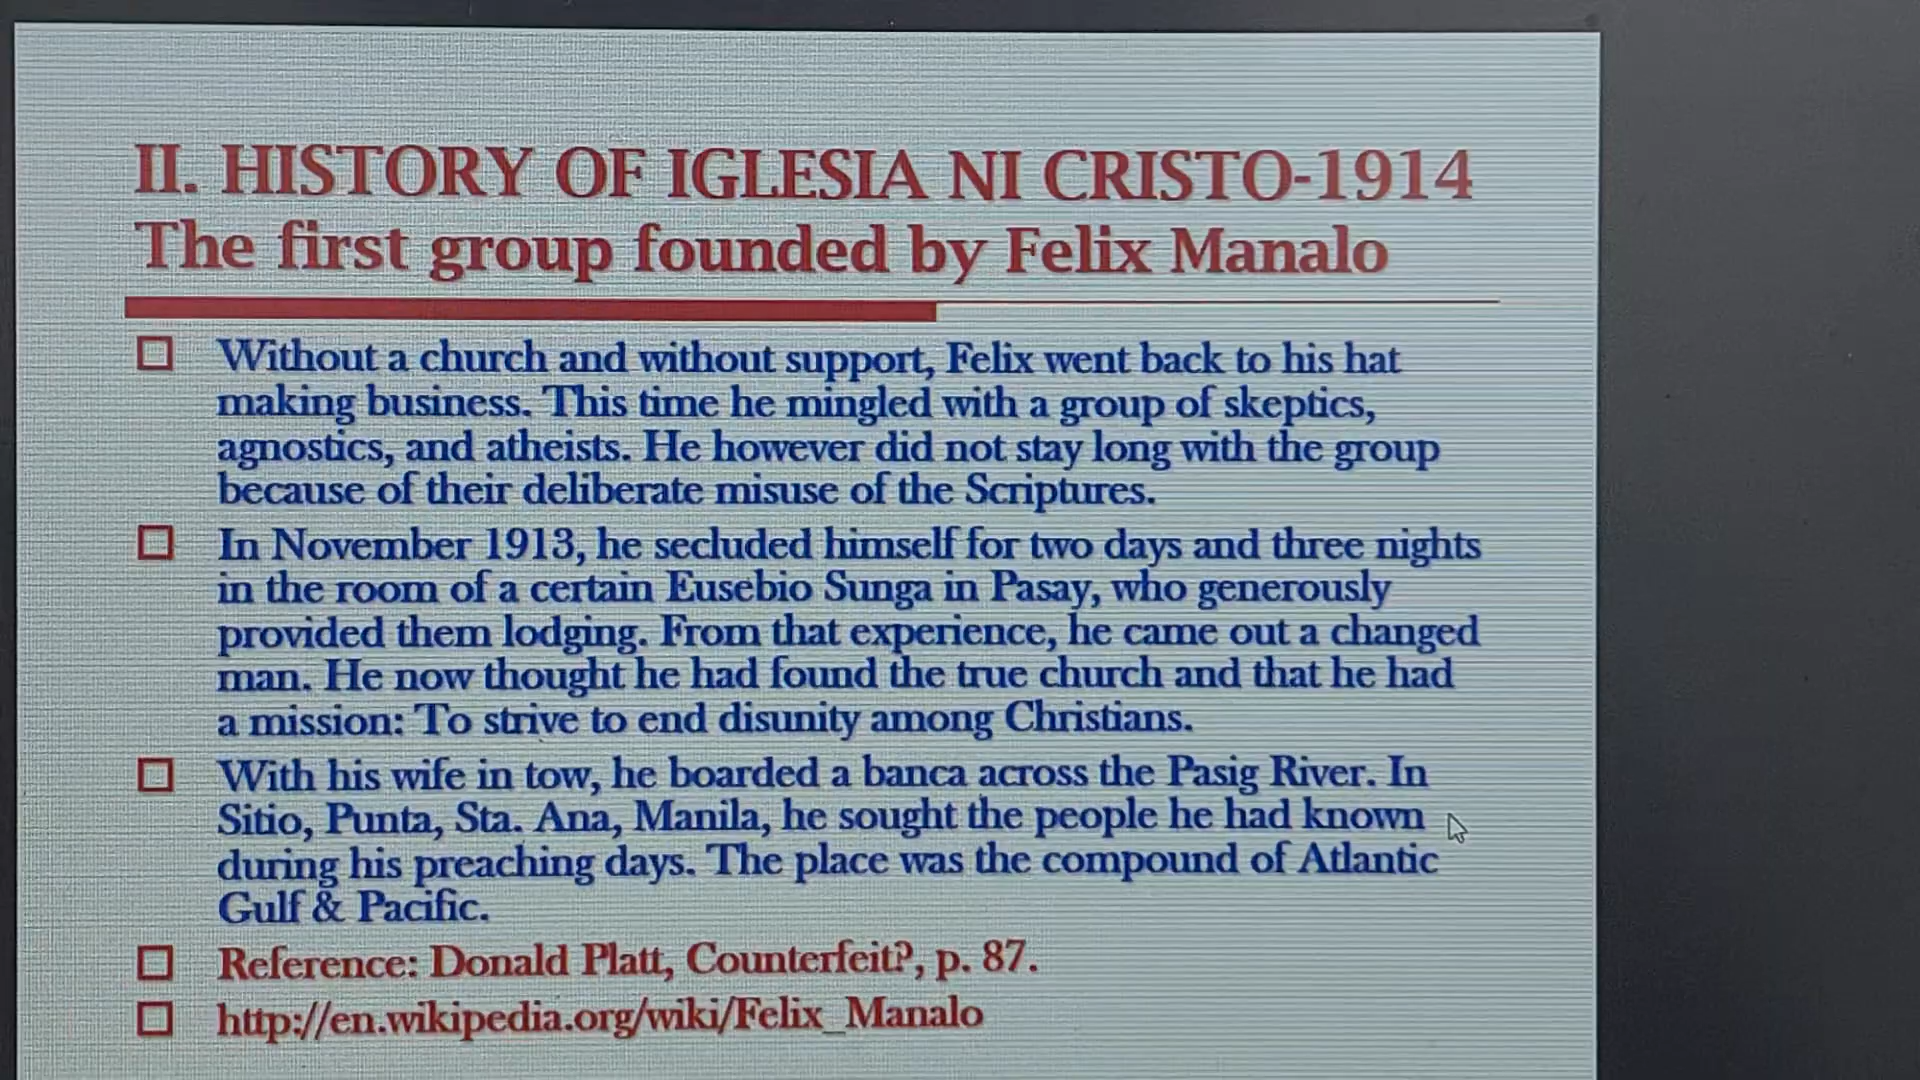 II. HISTORY OF IGLESIA NI CRISTO-1914
The first group founded by Felix Manalo
Without a church and without support, Felix went back to his hat
making business. This time he mingled with a group of skeptics,
agnostics, and atheists. He however did not stay long with the group
because of their deliberate misuse of the Scriptures.
In November 1913, he secluded himself for two days and three nights
in the room of a certain Eusebio Sunga in Pasay, who generously
provided them lodging. From that experience, he came out a changed
man. He now thought he had found the true church and that he had
a mission: To strive to end disunity among Christians.
With his wife in tow, he boarded a banca across the Pasig River. In
Sitio, Punta, Sta. Ana, Manila, he sought the people he had known
during his preaching days. The place was the compound of Atlantic
Gulf & Pacific.
Reference: Donald Platt, Counterfeit?, p. 87.
http://en.wikipedia.org/wiki/Felix_Manalo